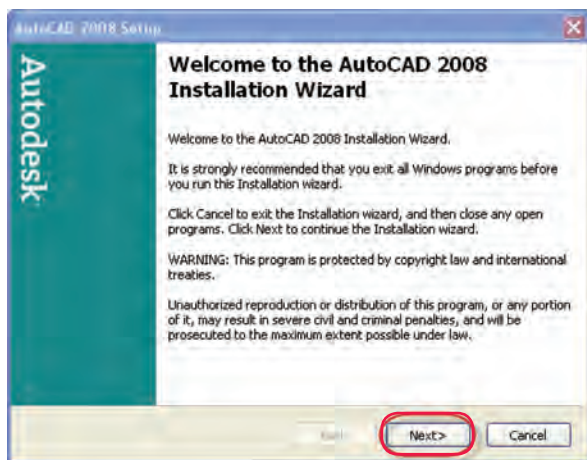 AutoCAD 2008 Setup
Autodesk
Welcome to the AutoCAD 2008
Installation Wizard
Welcome to the AutoCAD 2008 Installation Wizard.
It is strongly recommended that you exit all Windows programs before
you run this Installation wizard.
Click Cancel to exit the Installation wizard, and then close any open
programs. Click Next to continue the Installation wizard.
WARNING: This program is protected by copyright law and international
treaties.
Unauthorized reproduction or distribution of this program, or any portion
of it, may result in severe civil and criminal penalties, and will be
prosecuted to the maximum extent possible under law.
Next>
Cancel